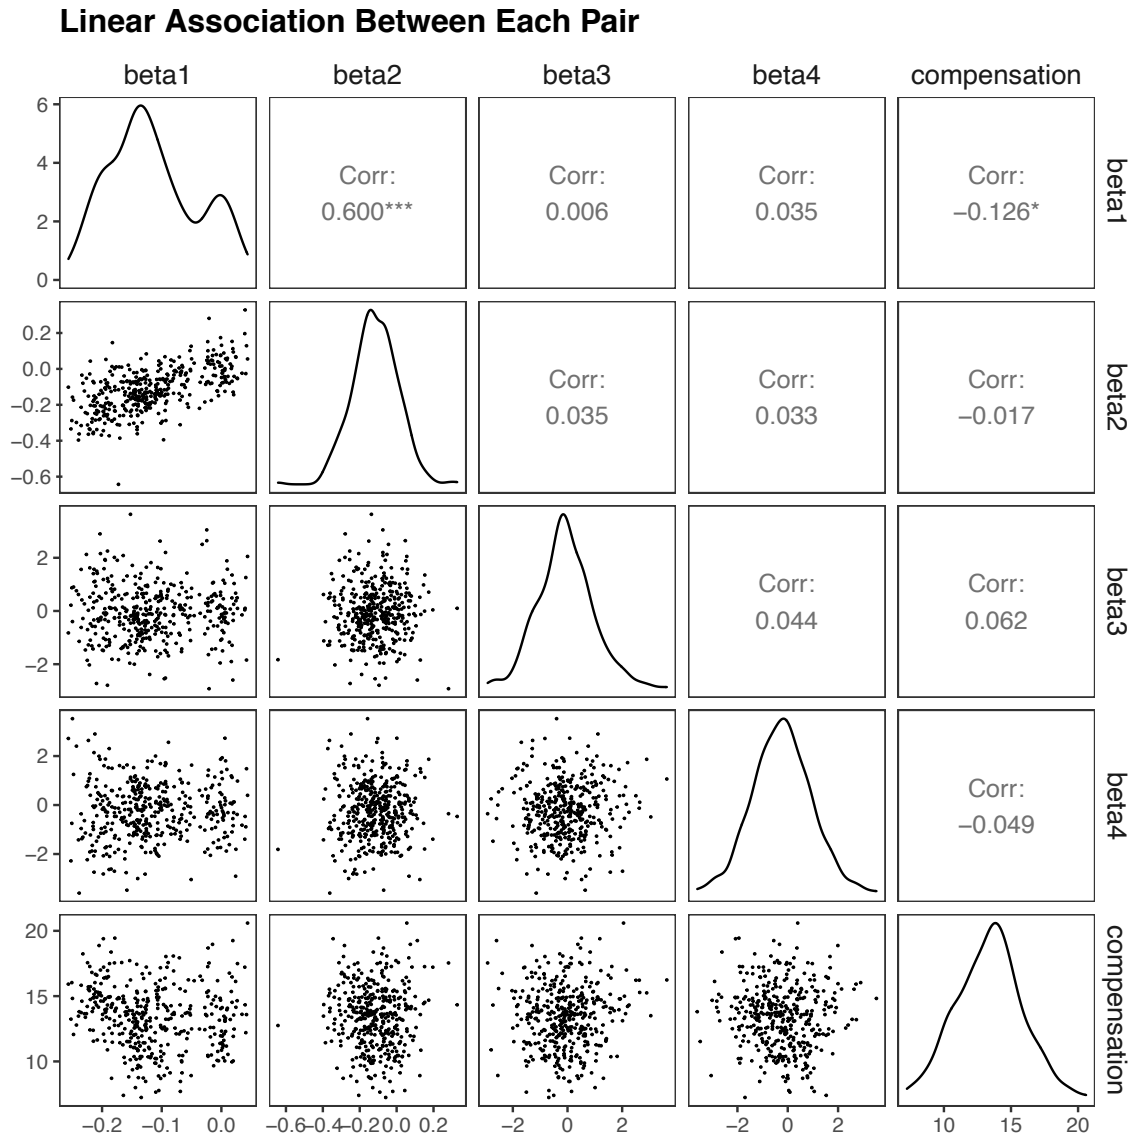 Linear Association Between Each Pair
beta1 beta2 beta3 beta4 compensation
6
4
2
0
Corr:
0.600***
Corr:
0.006
Corr:
0.035
Corr:
−0.126*
beta1
0.2
0.0
−0.2
−0.4
−0.6
Corr:
0.035
Corr:
0.033
Corr:
−0.017
beta2
2
0
−2
Corr:
0.044
Corr:
0.062
beta3
2
0
−2
Corr:
−0.049
beta4
20
15
10
compensation
−0.2 −0.1 0.0 −0.6−0.4−0.20.0 0.2 −2 0 2 −2 0 2 10 15 20